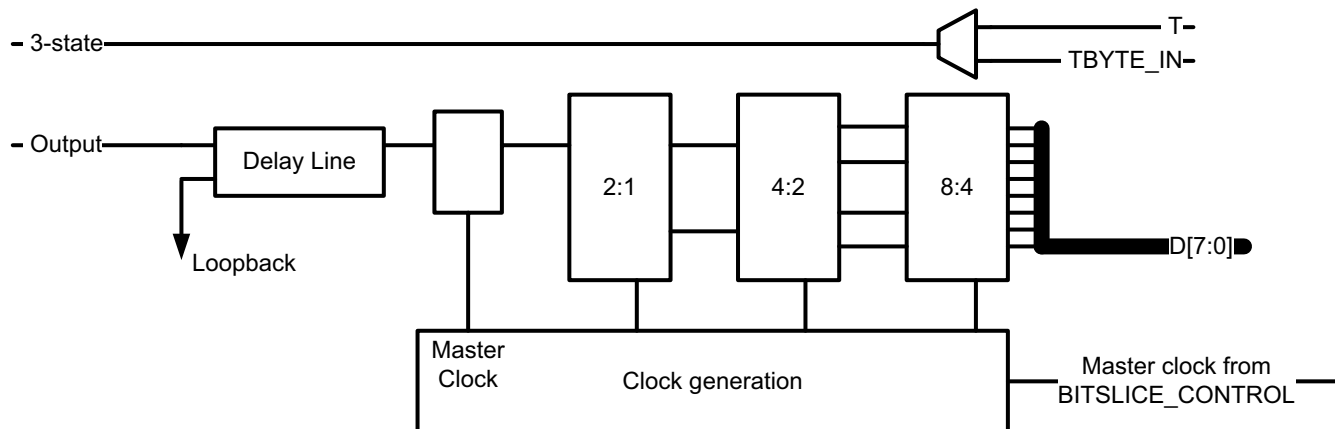 3-state
T
TBYTE_IN
Output
Delay Line
2:1
4:2
8:4
D[7:0]
Loopback
Master
Clock
Clock generation
Master clock from
BITSLICE_CONTROL